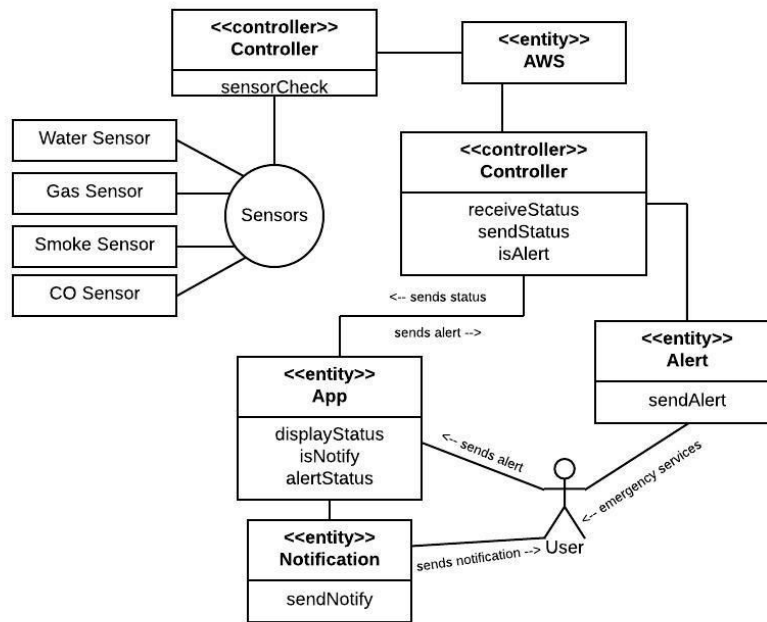 <<controller>>
Controller
sensorCheck
<<entity>>
AWS
Water Sensor
Gas Sensor
Smoke Sensor
CO Sensor
Sensors
<<controller>>
Controller
receiveStatus
sendStatus
isAlert
<-- sends status
sends alert -->
<<entity>>
Alert
sendAlert
<<entity>>
App
displayStatus
isNotify
alertStatus
<-- sends alert
<-- emergency services
User
<<entity>>
Notification
sendNotify
sends notification -->